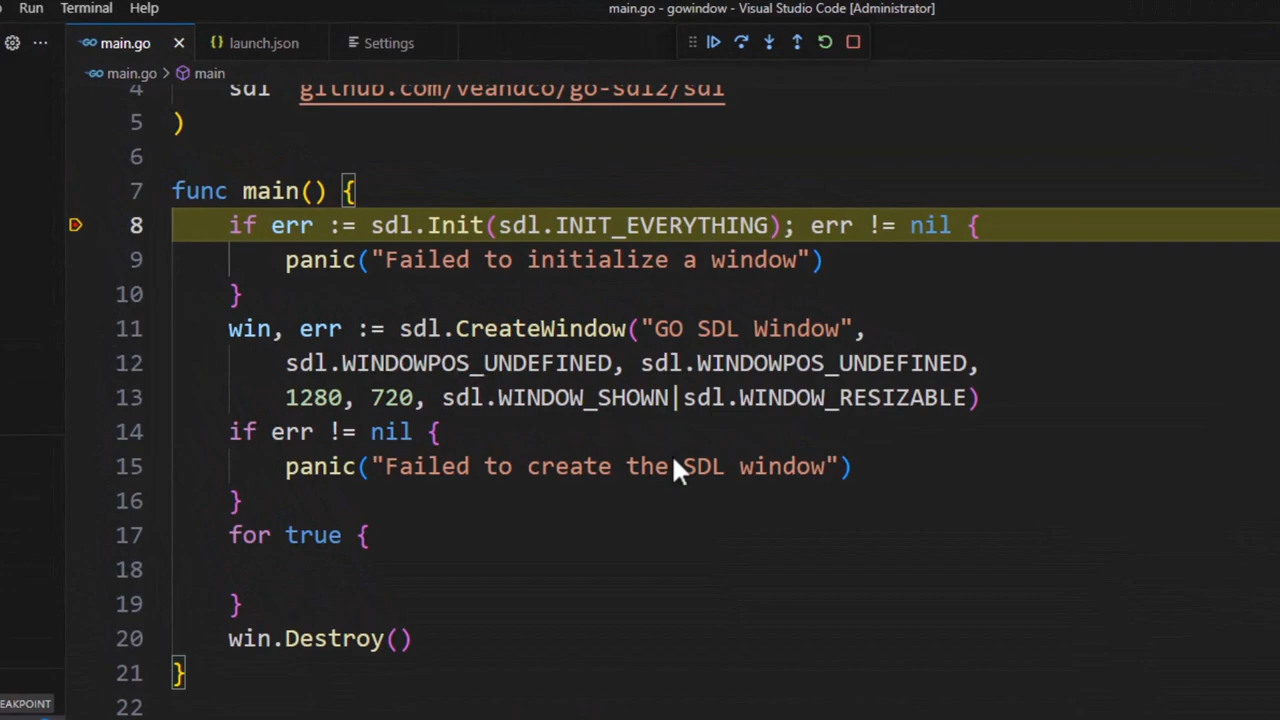 Run Terminal Help
main.go - gowindow - Visual Studio Code [Administrator]
main.go launch.json Settings
main.go > main
4 sdl github.com/veandco/go-sdl2/sdl
5 )
6
7 func main() {
8 if err := sdl.Init(sdl.INIT_EVERYTHING); err != nil {
9 panic("Failed to initialize a window")
10 }
11 win, err := sdl.CreateWindow("GO SDL Window",
12 sdl.WINDOWPOS_UNDEFINED, sdl.WINDOWPOS_UNDEFINED,
13 1280, 720, sdl.WINDOW_SHOWN|sdl.WINDOW_RESIZABLE)
14 if err != nil {
15 panic("Failed to create the SDL window")
16 }
17 for true {
18
19 }
20 win.Destroy()
21 }
22
EAKPOINT